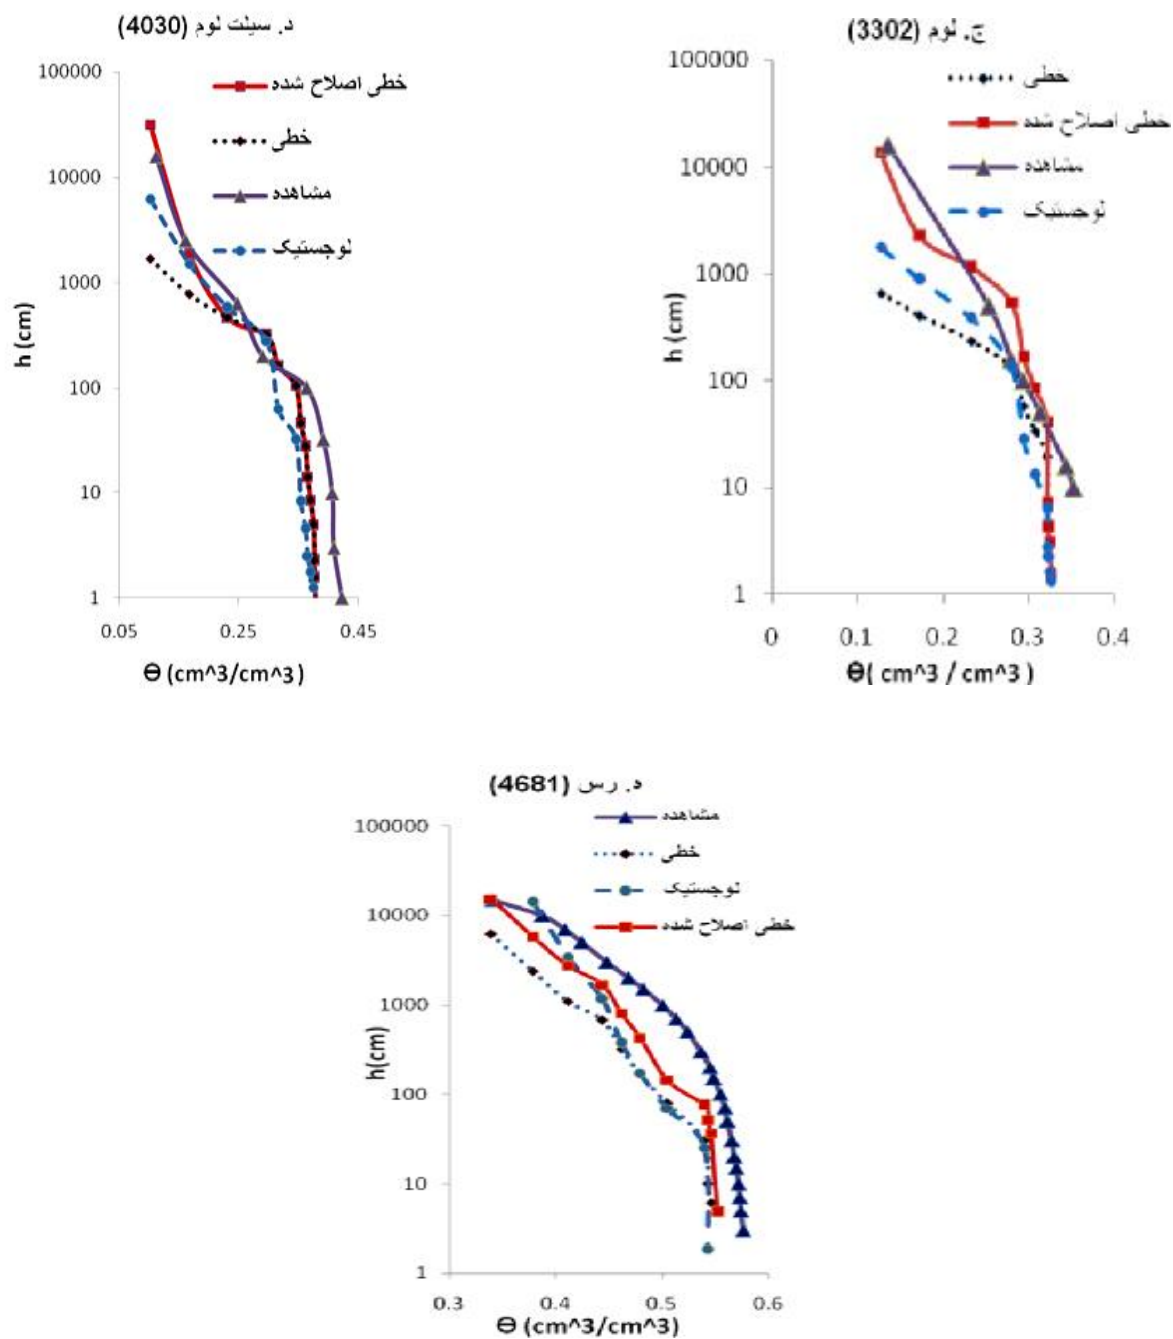 د. سیلت لوم (4030)
100000
10000
1000
100
10
1
h (cm)
خطی اصلاح شده
خطی
مشاهده
لوجستیک
0.05
0.25
0.45
Ө (cm^3/cm^3)
ج. لوم (3302)
100000
10000
1000
100
10
1
h (cm)
خطی
خطی اصلاح شده
مشاهده
لوجستیک
0
0.1
0.2
0.3
0.4
Ө( cm^3 / cm^3 )
ه. رس (4681)
100000
10000
1000
100
10
1
h(cm)
مشاهده
خطی
لوجستیک
خطی اصلاح شده
0.3
0.4
0.5
0.6
Ө (cm^3/cm^3)